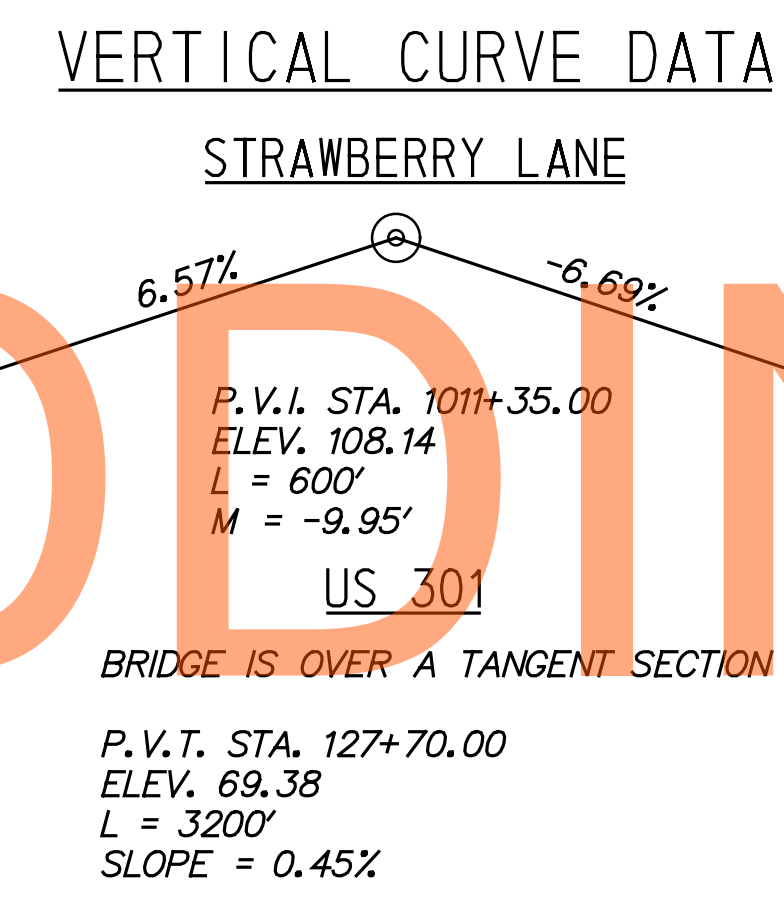 VERTICAL CURVE DATA
STRAWBERRY LANE
6.57%
-6.69%
P.V.I. STA. 1011+35.00
ELEV. 108.14
L = 600'
M = -9.95'
US 301
BRIDGE IS OVER A TANGENT SECTION
P.V.T. STA. 127+70.00
ELEV. 69.38
L = 3200'
SLOPE = 0.45%